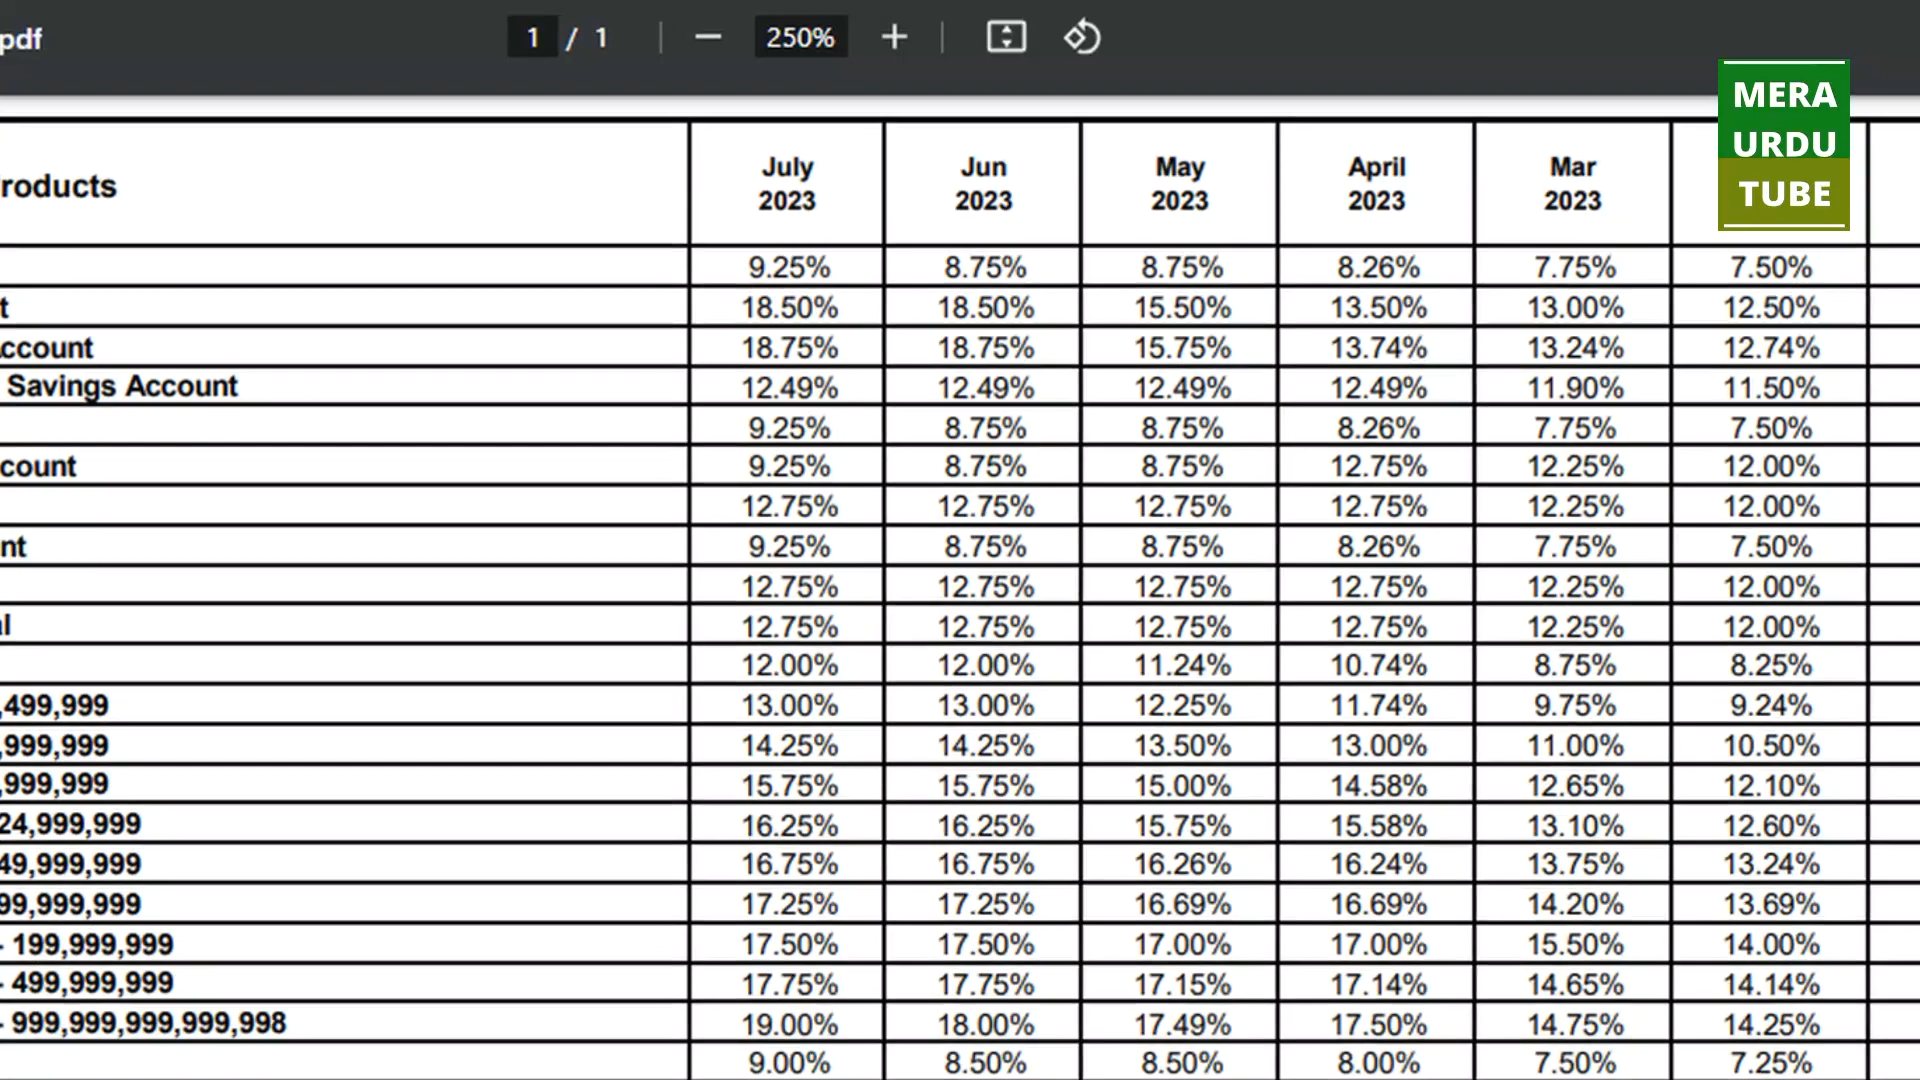 pdf 1 / 1 250%
MERA
URDU
TUBE
roducts July 2023 Jun 2023 May 2023 April 2023 Mar 2023
9.25% 8.75% 8.75% 8.26% 7.75% 7.50%
t 18.50% 18.50% 15.50% 13.50% 13.00% 12.50%
ccount 18.75% 18.75% 15.75% 13.74% 13.24% 12.74%
Savings Account 12.49% 12.49% 12.49% 12.49% 11.90% 11.50%
9.25% 8.75% 8.75% 8.26% 7.75% 7.50%
count 9.25% 8.75% 8.75% 12.75% 12.25% 12.00%
12.75% 12.75% 12.75% 12.75% 12.25% 12.00%
nt 9.25% 8.75% 8.75% 8.26% 7.75% 7.50%
12.75% 12.75% 12.75% 12.75% 12.25% 12.00%
al 12.75% 12.75% 12.75% 12.75% 12.25% 12.00%
12.00% 12.00% 11.24% 10.74% 8.75% 8.25%
,499,999 13.00% 13.00% 12.25% 11.74% 9.75% 9.24%
,999,999 14.25% 14.25% 13.50% 13.00% 11.00% 10.50%
,999,999 15.75% 15.75% 15.00% 14.58% 12.65% 12.10%
24,999,999 16.25% 16.25% 15.75% 15.58% 13.10% 12.60%
49,999,999 16.75% 16.75% 16.26% 16.24% 13.75% 13.24%
99,999,999 17.25% 17.25% 16.69% 16.69% 14.20% 13.69%
- 199,999,999 17.50% 17.50% 17.00% 17.00% 15.50% 14.00%
- 499,999,999 17.75% 17.75% 17.15% 17.14% 14.65% 14.14%
- 999,999,999,999,998 19.00% 18.00% 17.49% 17.50% 14.75% 14.25%
9.00% 8.50% 8.50% 8.00% 7.50% 7.25%